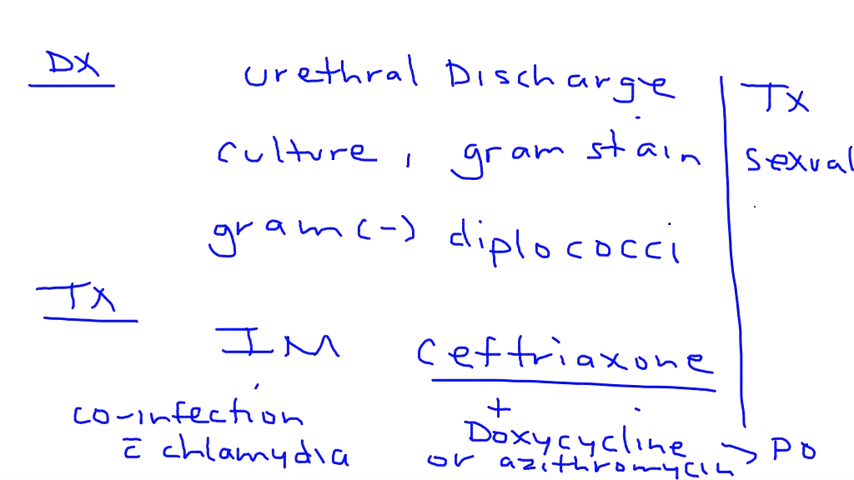 DX
urethral Discharge
culture, gram stain
gram (-) diplococci
TX
IM Ceftriaxone
co-infection
c̄ chlamydia
+
Doxycycline
or azithromycin → PO
TX
sexual